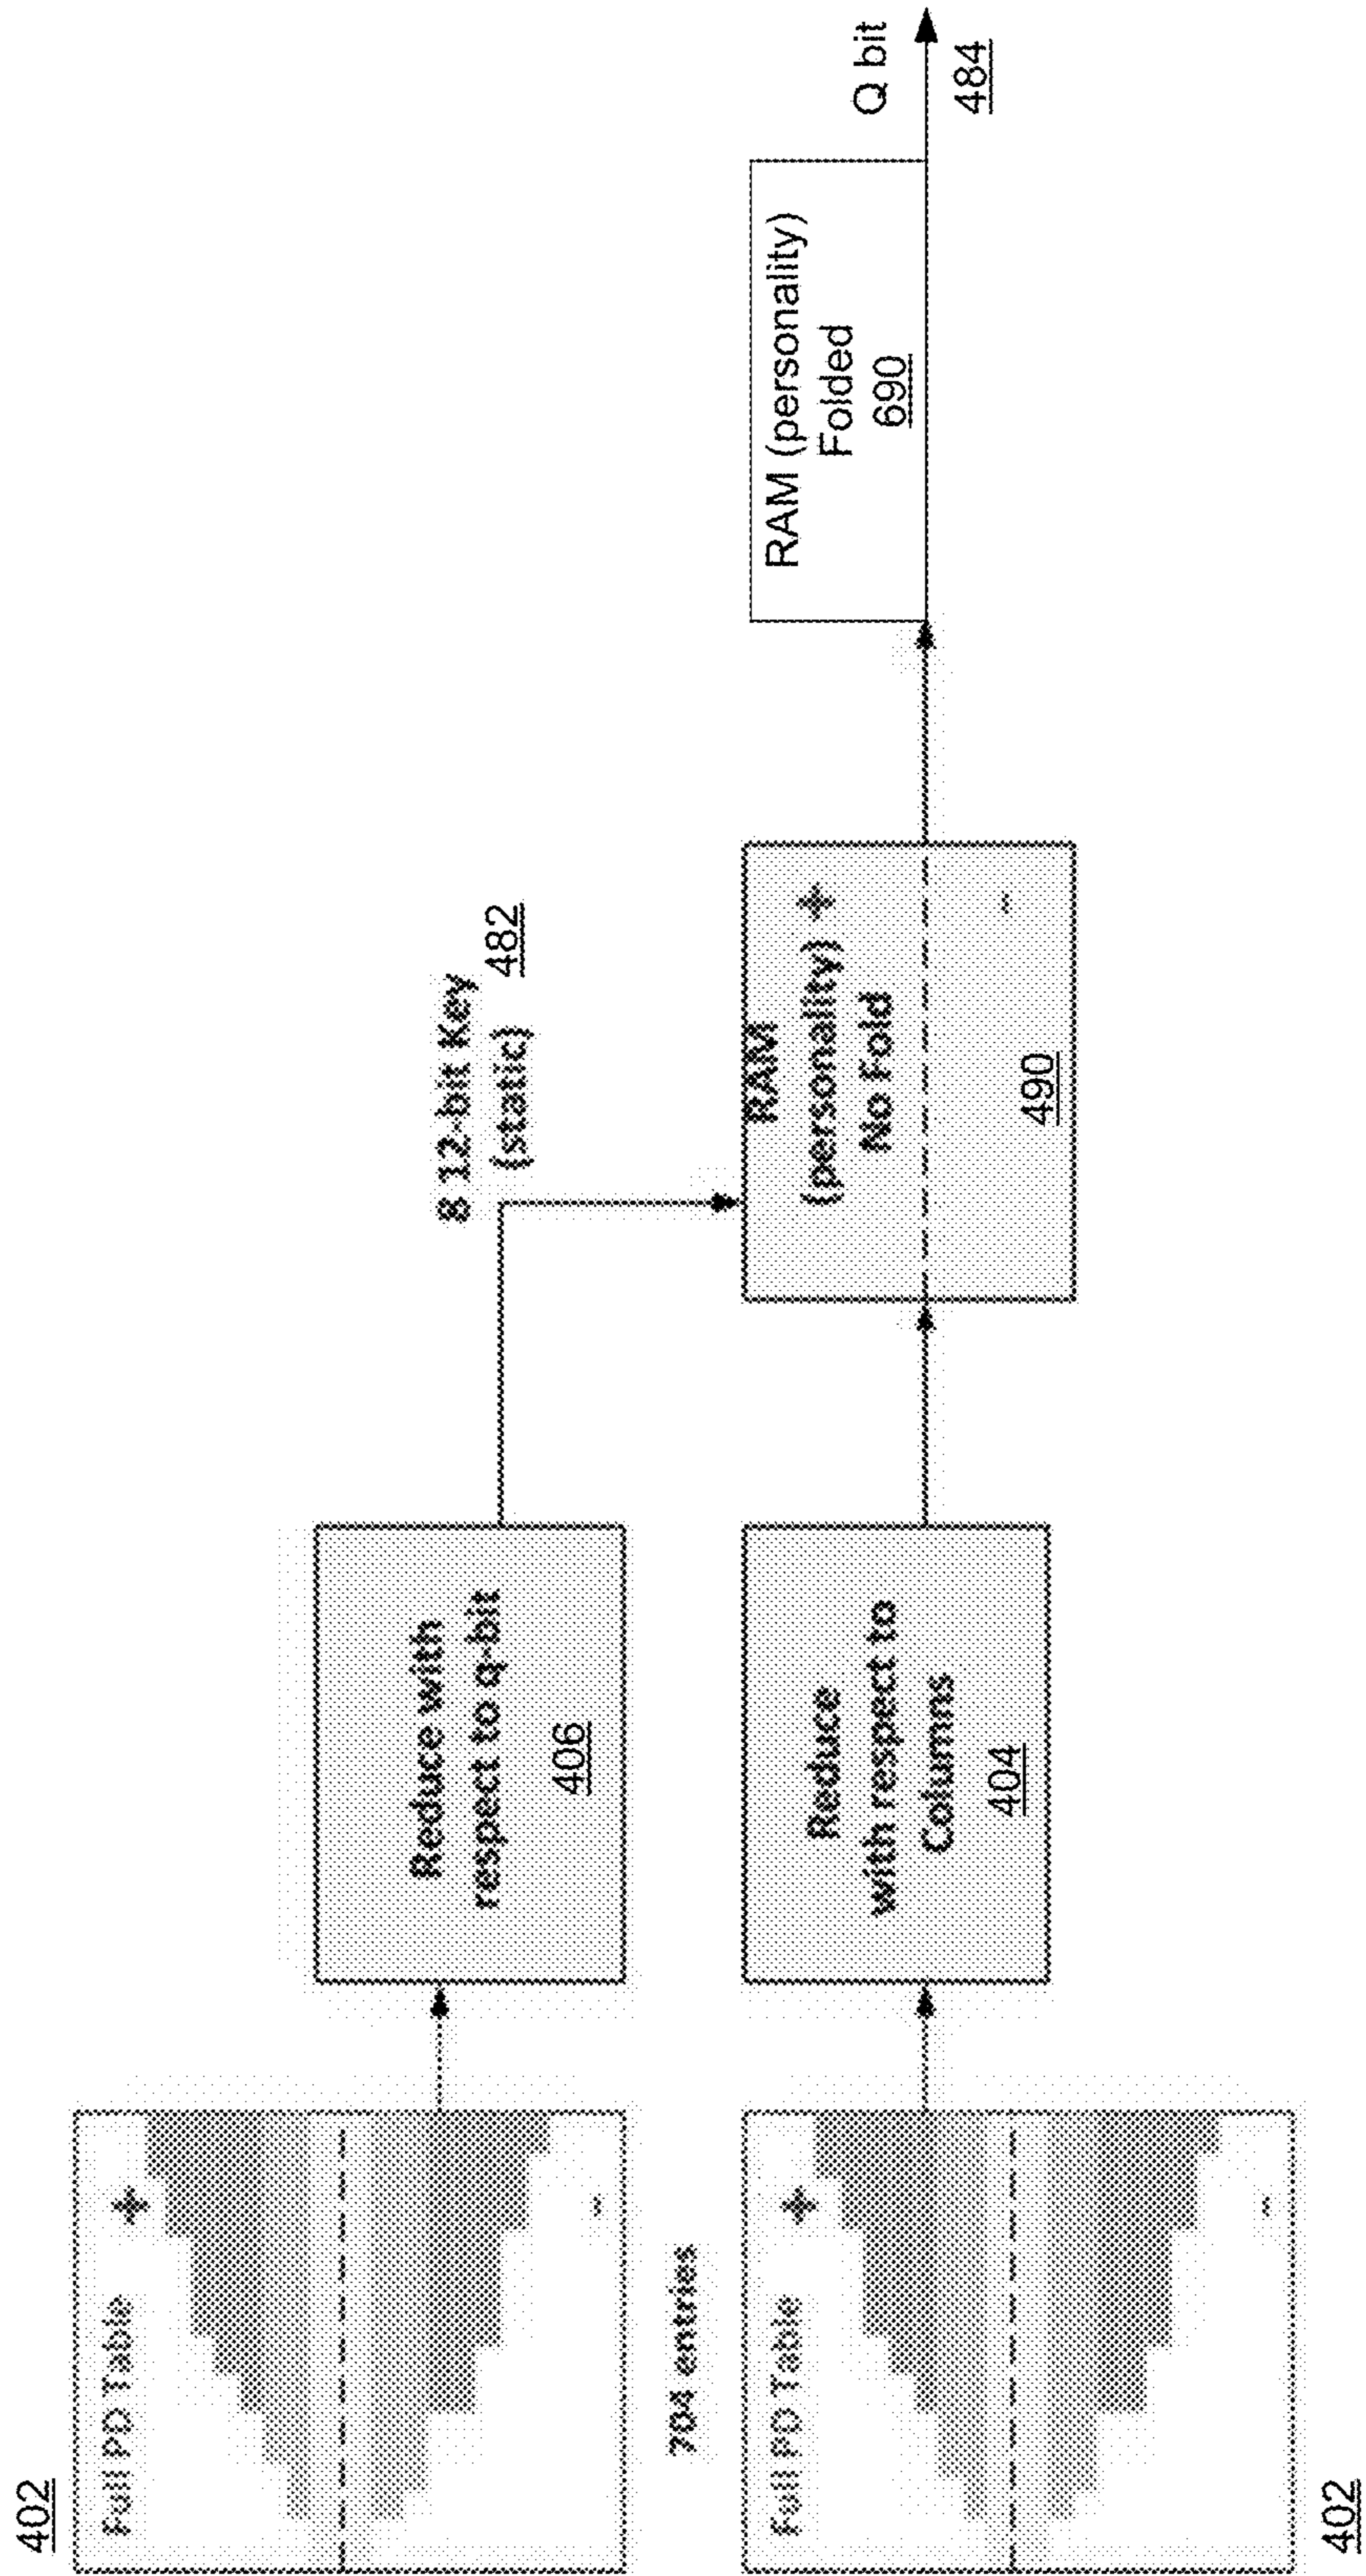 402
Full PD Table
+
-
Reduce with
respect to q-bit
406
8 12-bit Key
(static)
482
704 entries
Full PD Table
+
-
402
Reduce
with respect to
Columns
404
RAM
(personality) +
No Fold
-
490
RAM (personality)
Folded
690
Q bit
484